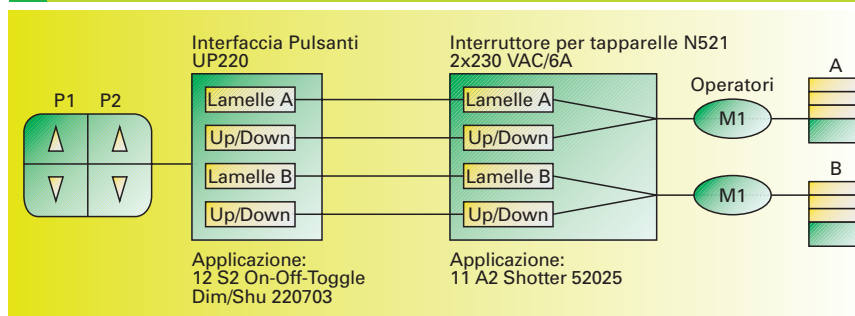 P1 P2
Interfaccia Pulsanti
UP220
Lamelle A
Up/Down
Lamelle B
Up/Down
Applicazione:
12 S2 On-Off-Toggle
Dim/Shu 220703
Interruttore per tapparelle N521
2x230 VAC/6A
Lamelle A
Up/Down
Lamelle B
Up/Down
Applicazione:
11 A2 Shotter 52025
Operatori
M1
M1
A
B